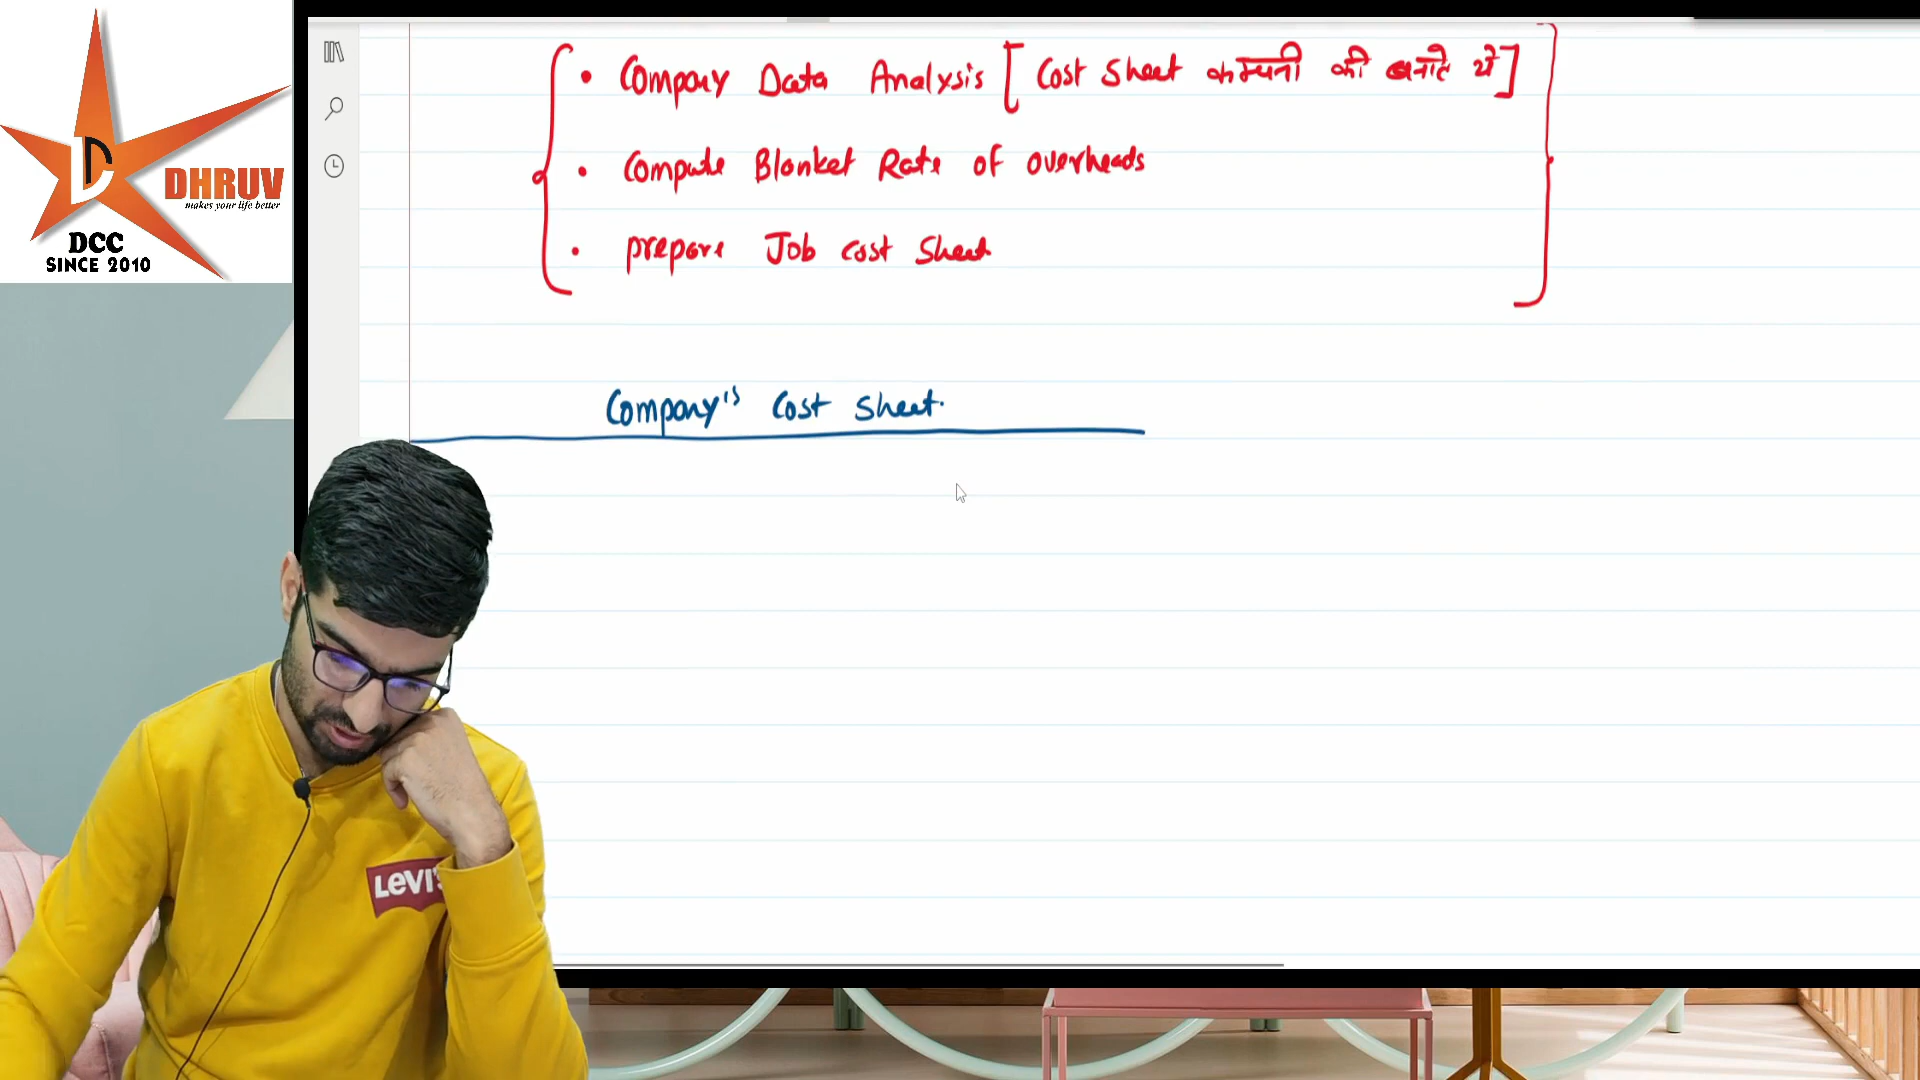 • Company Data Analysis [ Cost Sheet कम्पनी की बनाते थे ]
• Compute Blanket Rate of overheads
• prepare Job Cost Sheet
Company's Cost Sheet.
DC
DHRUV
makes your life better
DCC
SINCE 2010
LEVI'S